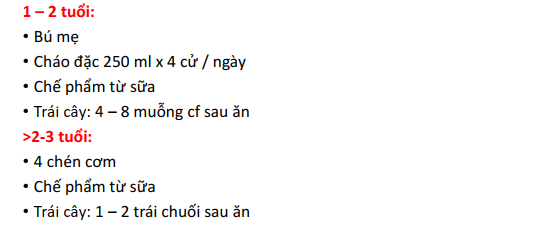 1 – 2 tuổi:
• Bú mẹ
• Cháo đặc 250 ml x 4 cử / ngày
• Chế phẩm từ sữa
• Trái cây: 4 – 8 muỗng cf sau ăn
>2-3 tuổi:
• 4 chén cơm
• Chế phẩm từ sữa
• Trái cây: 1 – 2 trái chuối sau ăn